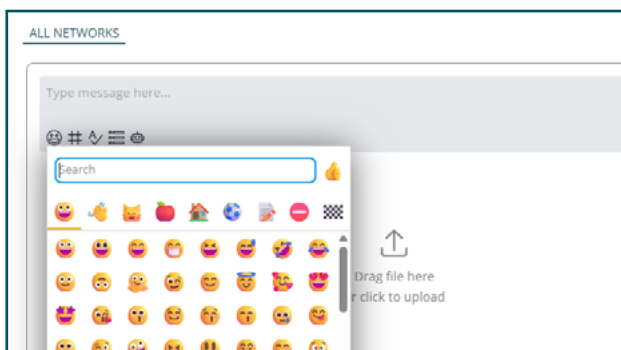 ALL NETWORKS
Type message here...
Search
Drag file here
r click to upload